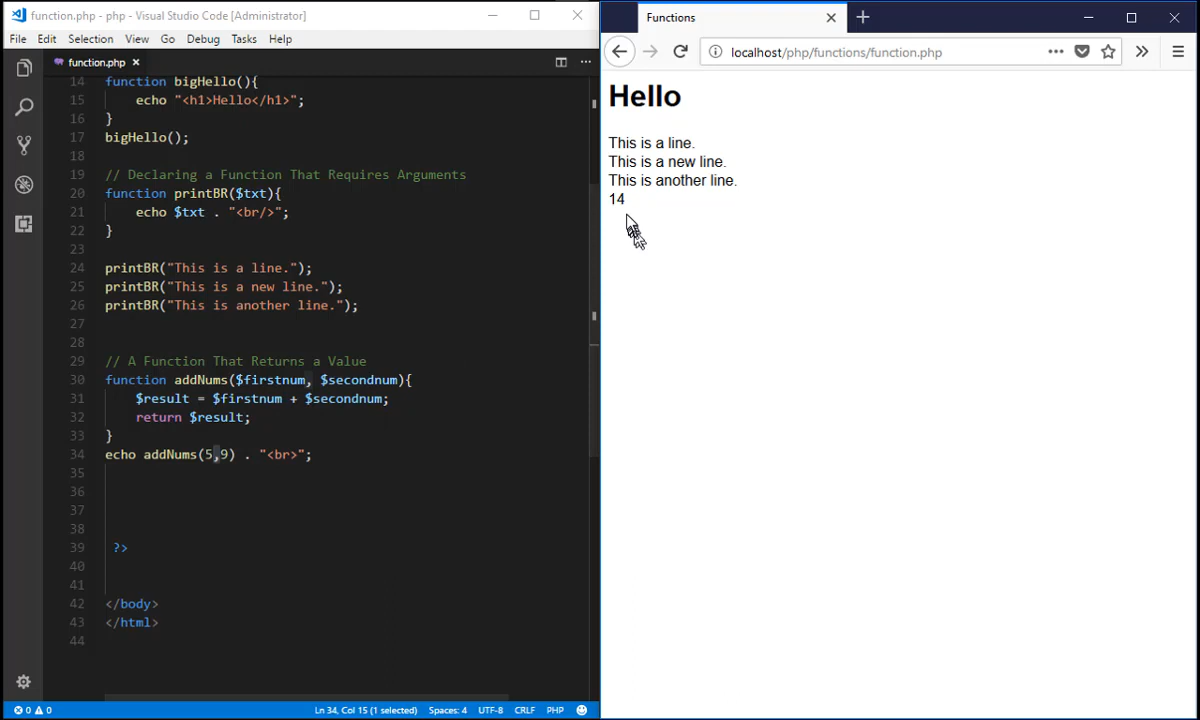 function.php - php - Visual Studio Code [Administrator]
File Edit Selection View Go Debug Tasks Help
function.php
14 function bigHello(){
15 echo "<h1>Hello</h1>";
16 }
17 bigHello();
18
19 // Declaring a Function That Requires Arguments
20 function printBR($txt){
21 echo $txt . "<br/>";
22 }
23
24 printBR("This is a line.");
25 printBR("This is a new line.");
26 printBR("This is another line.");
27
28
29 // A Function That Returns a Value
30 function addNums($firstnum, $secondnum){
31 $result = $firstnum + $secondnum;
32 return $result;
33 }
34 echo addNums(5,9) . "<br>";
35
36
37
38
39 ?>
40
41
42 </body>
43 </html>
44
0 0 Ln 34, Col 15 (1 selected) Spaces: 4 UTF-8 CRLF PHP
Functions
localhost/php/functions/function.php
Hello
This is a line.
This is a new line.
This is another line.
14